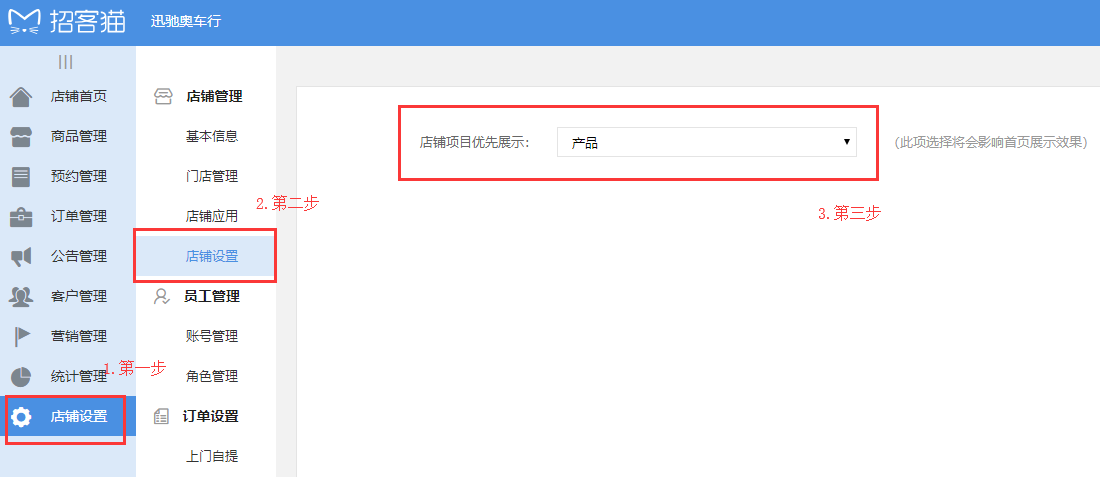 招客猫 迅驰奥车行
店铺首页
商品管理
预约管理
订单管理
公告管理
客户管理
营销管理
统计管理
1.第一步
店铺设置
店铺管理
基本信息
门店管理
2.第二步
店铺应用
店铺设置
员工管理
账号管理
角色管理
订单设置
上门自提
店铺项目优先展示: 产品 (此项选择将会影响首页展示效果)
3.第三步